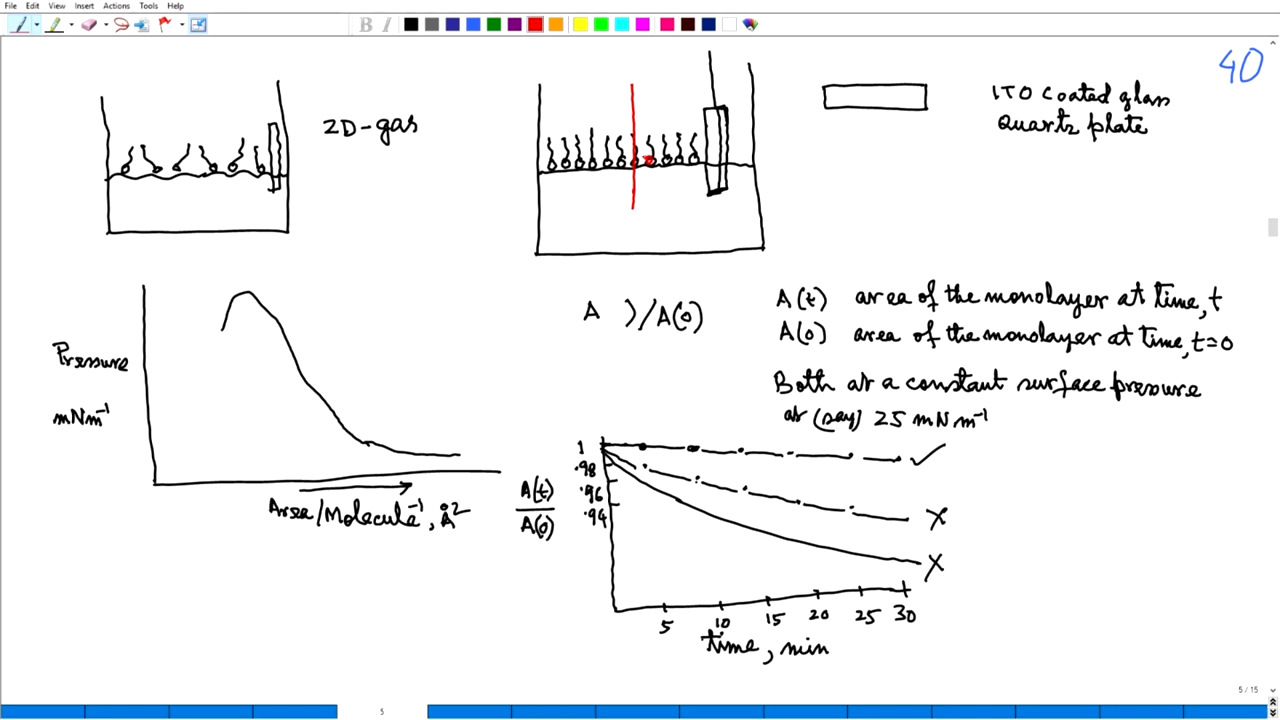 File Edit View Insert Actions Tools Help
B I
40
2D-gas
ITO coated glass
Quartz plate
A )/A(0)
A(t) area of the monolayer at time, t
A(0) area of the monolayer at time, t=0
Both at a constant surface pressure
at (say) 25 mN m⁻¹
Pressure
mNm⁻¹
Area/Molecule⁻¹, Å²
A(t)
A(0)
1
.98
.96
.94
5 10 15 20 25 30
time, min
5 / 15
5